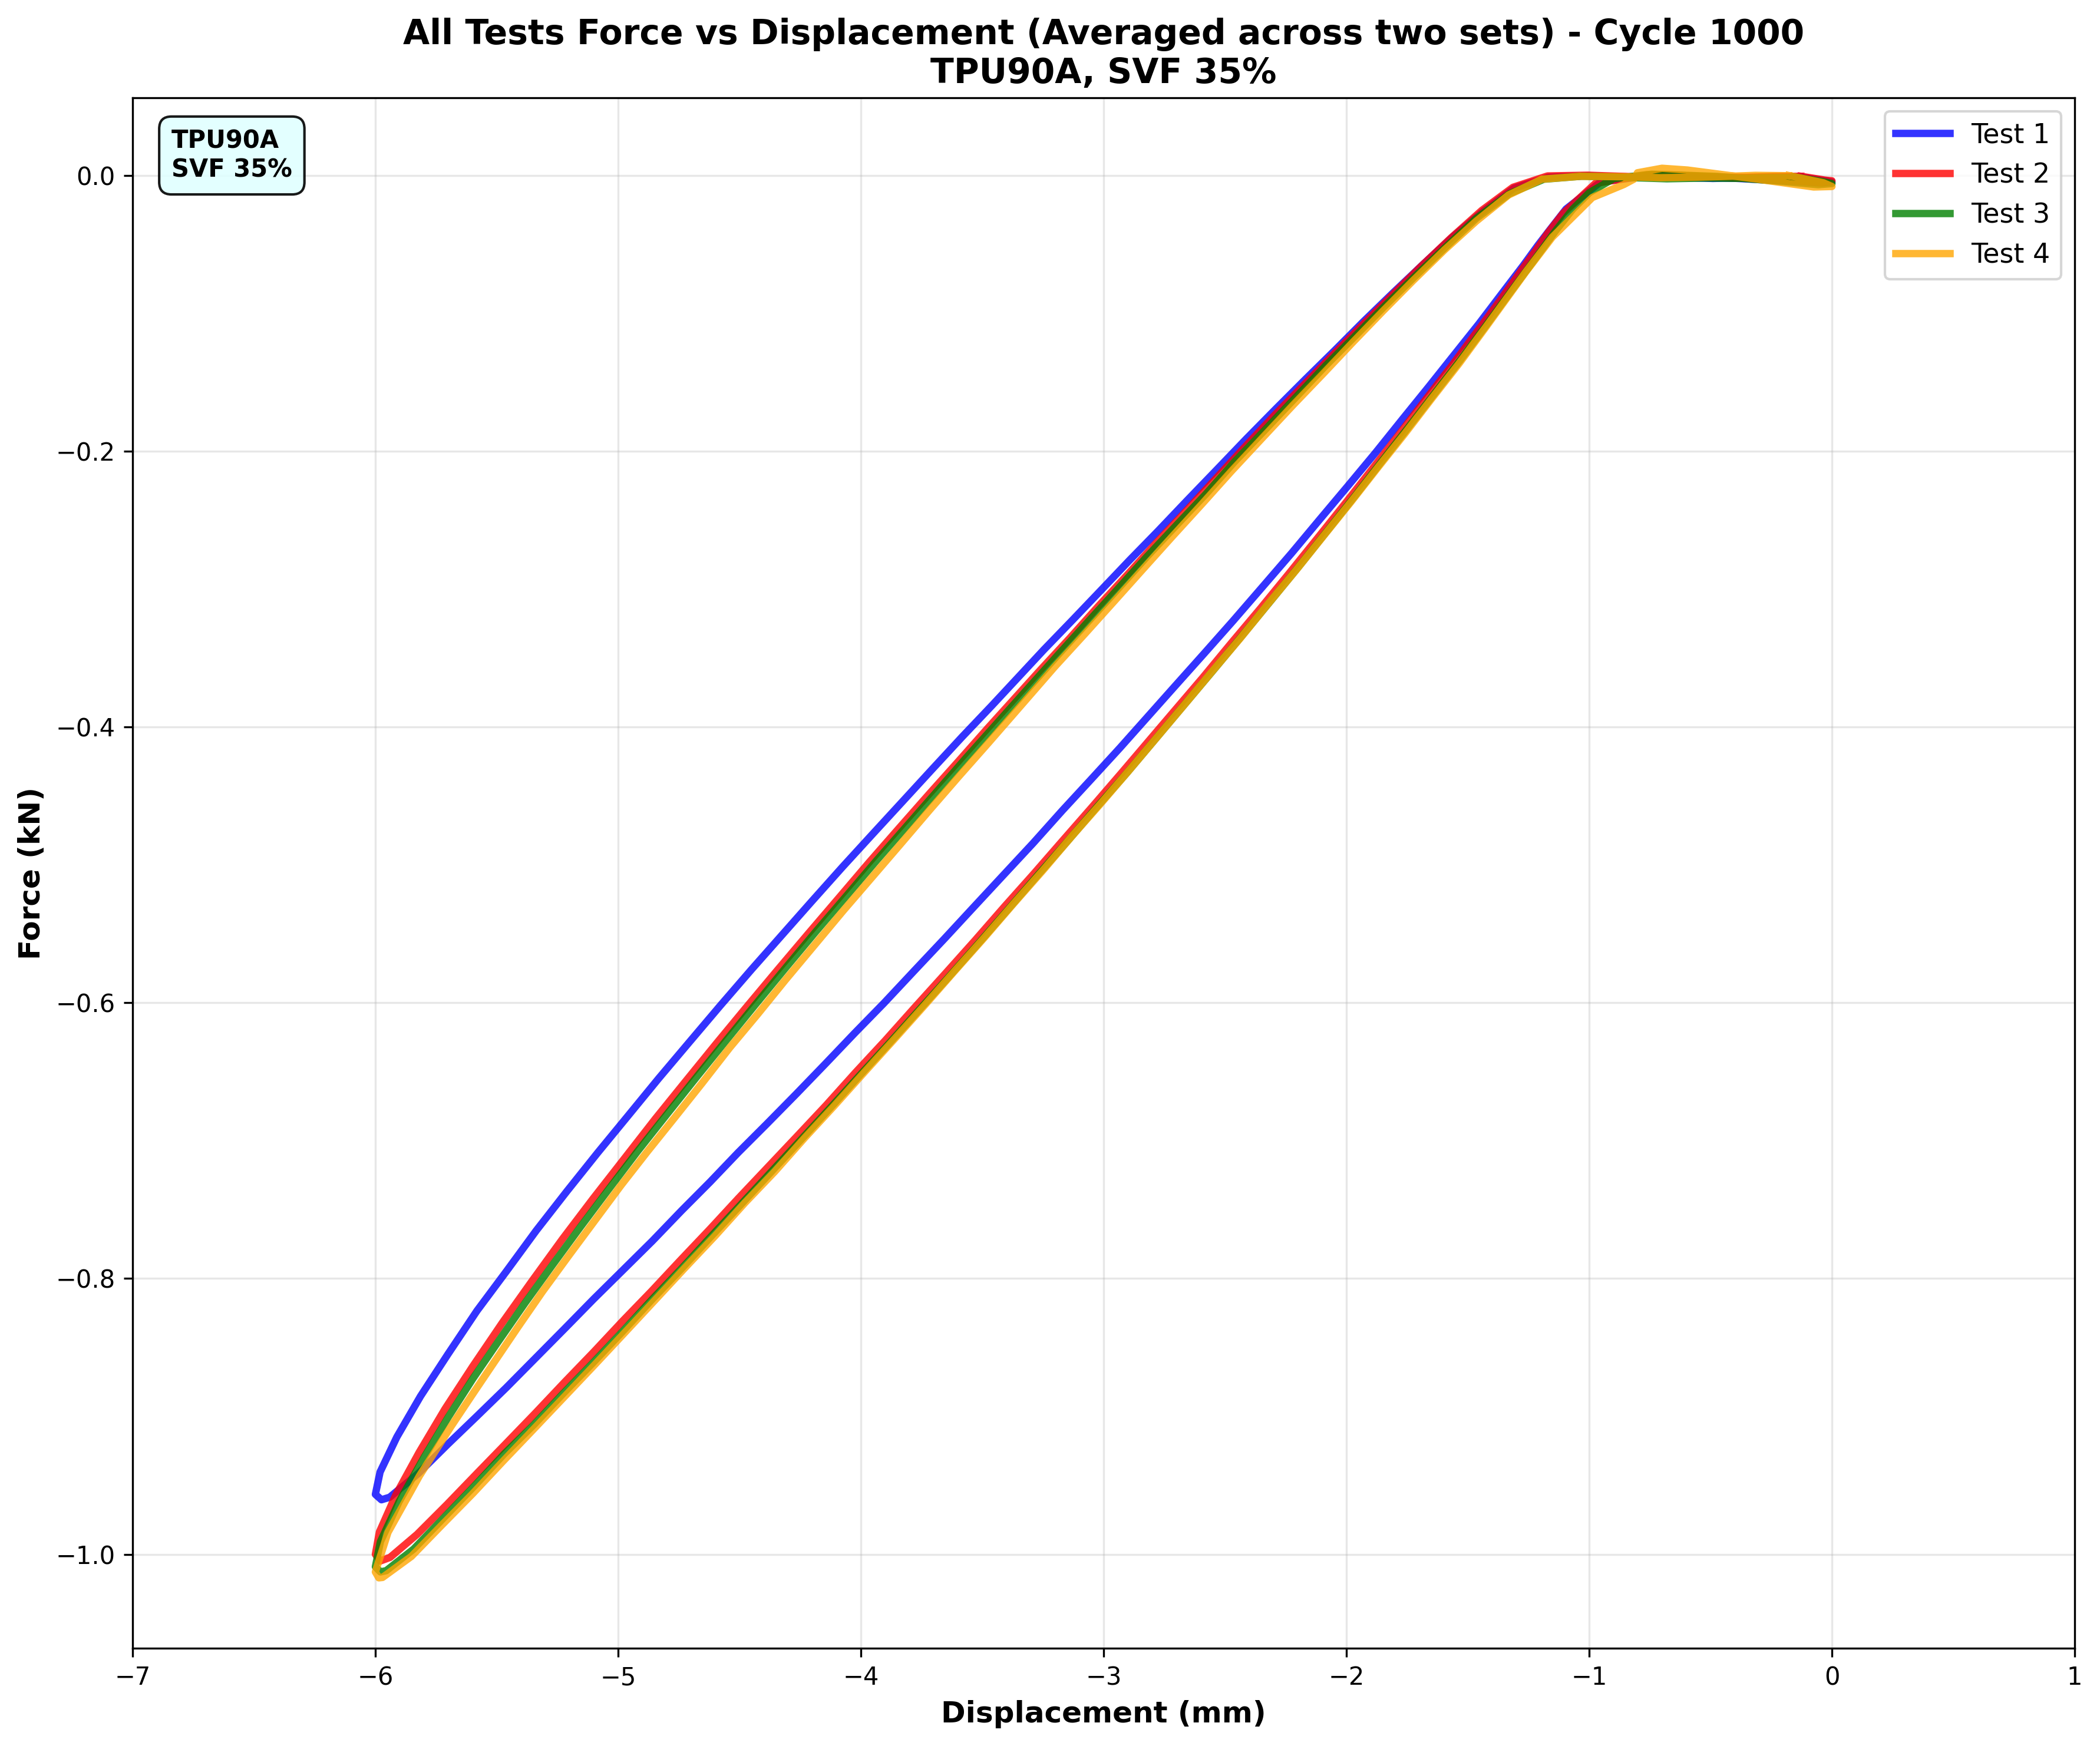 All Tests Force vs Displacement (Averaged across two sets) - Cycle 1000
TPU90A, SVF 35%
TPU90A
SVF 35%
Test 1
Test 2
Test 3
Test 4
0.0
−0.2
−0.4
−0.6
−0.8
−1.0
Force (kN)
−7 −6 −5 −4 −3 −2 −1 0 1
Displacement (mm)